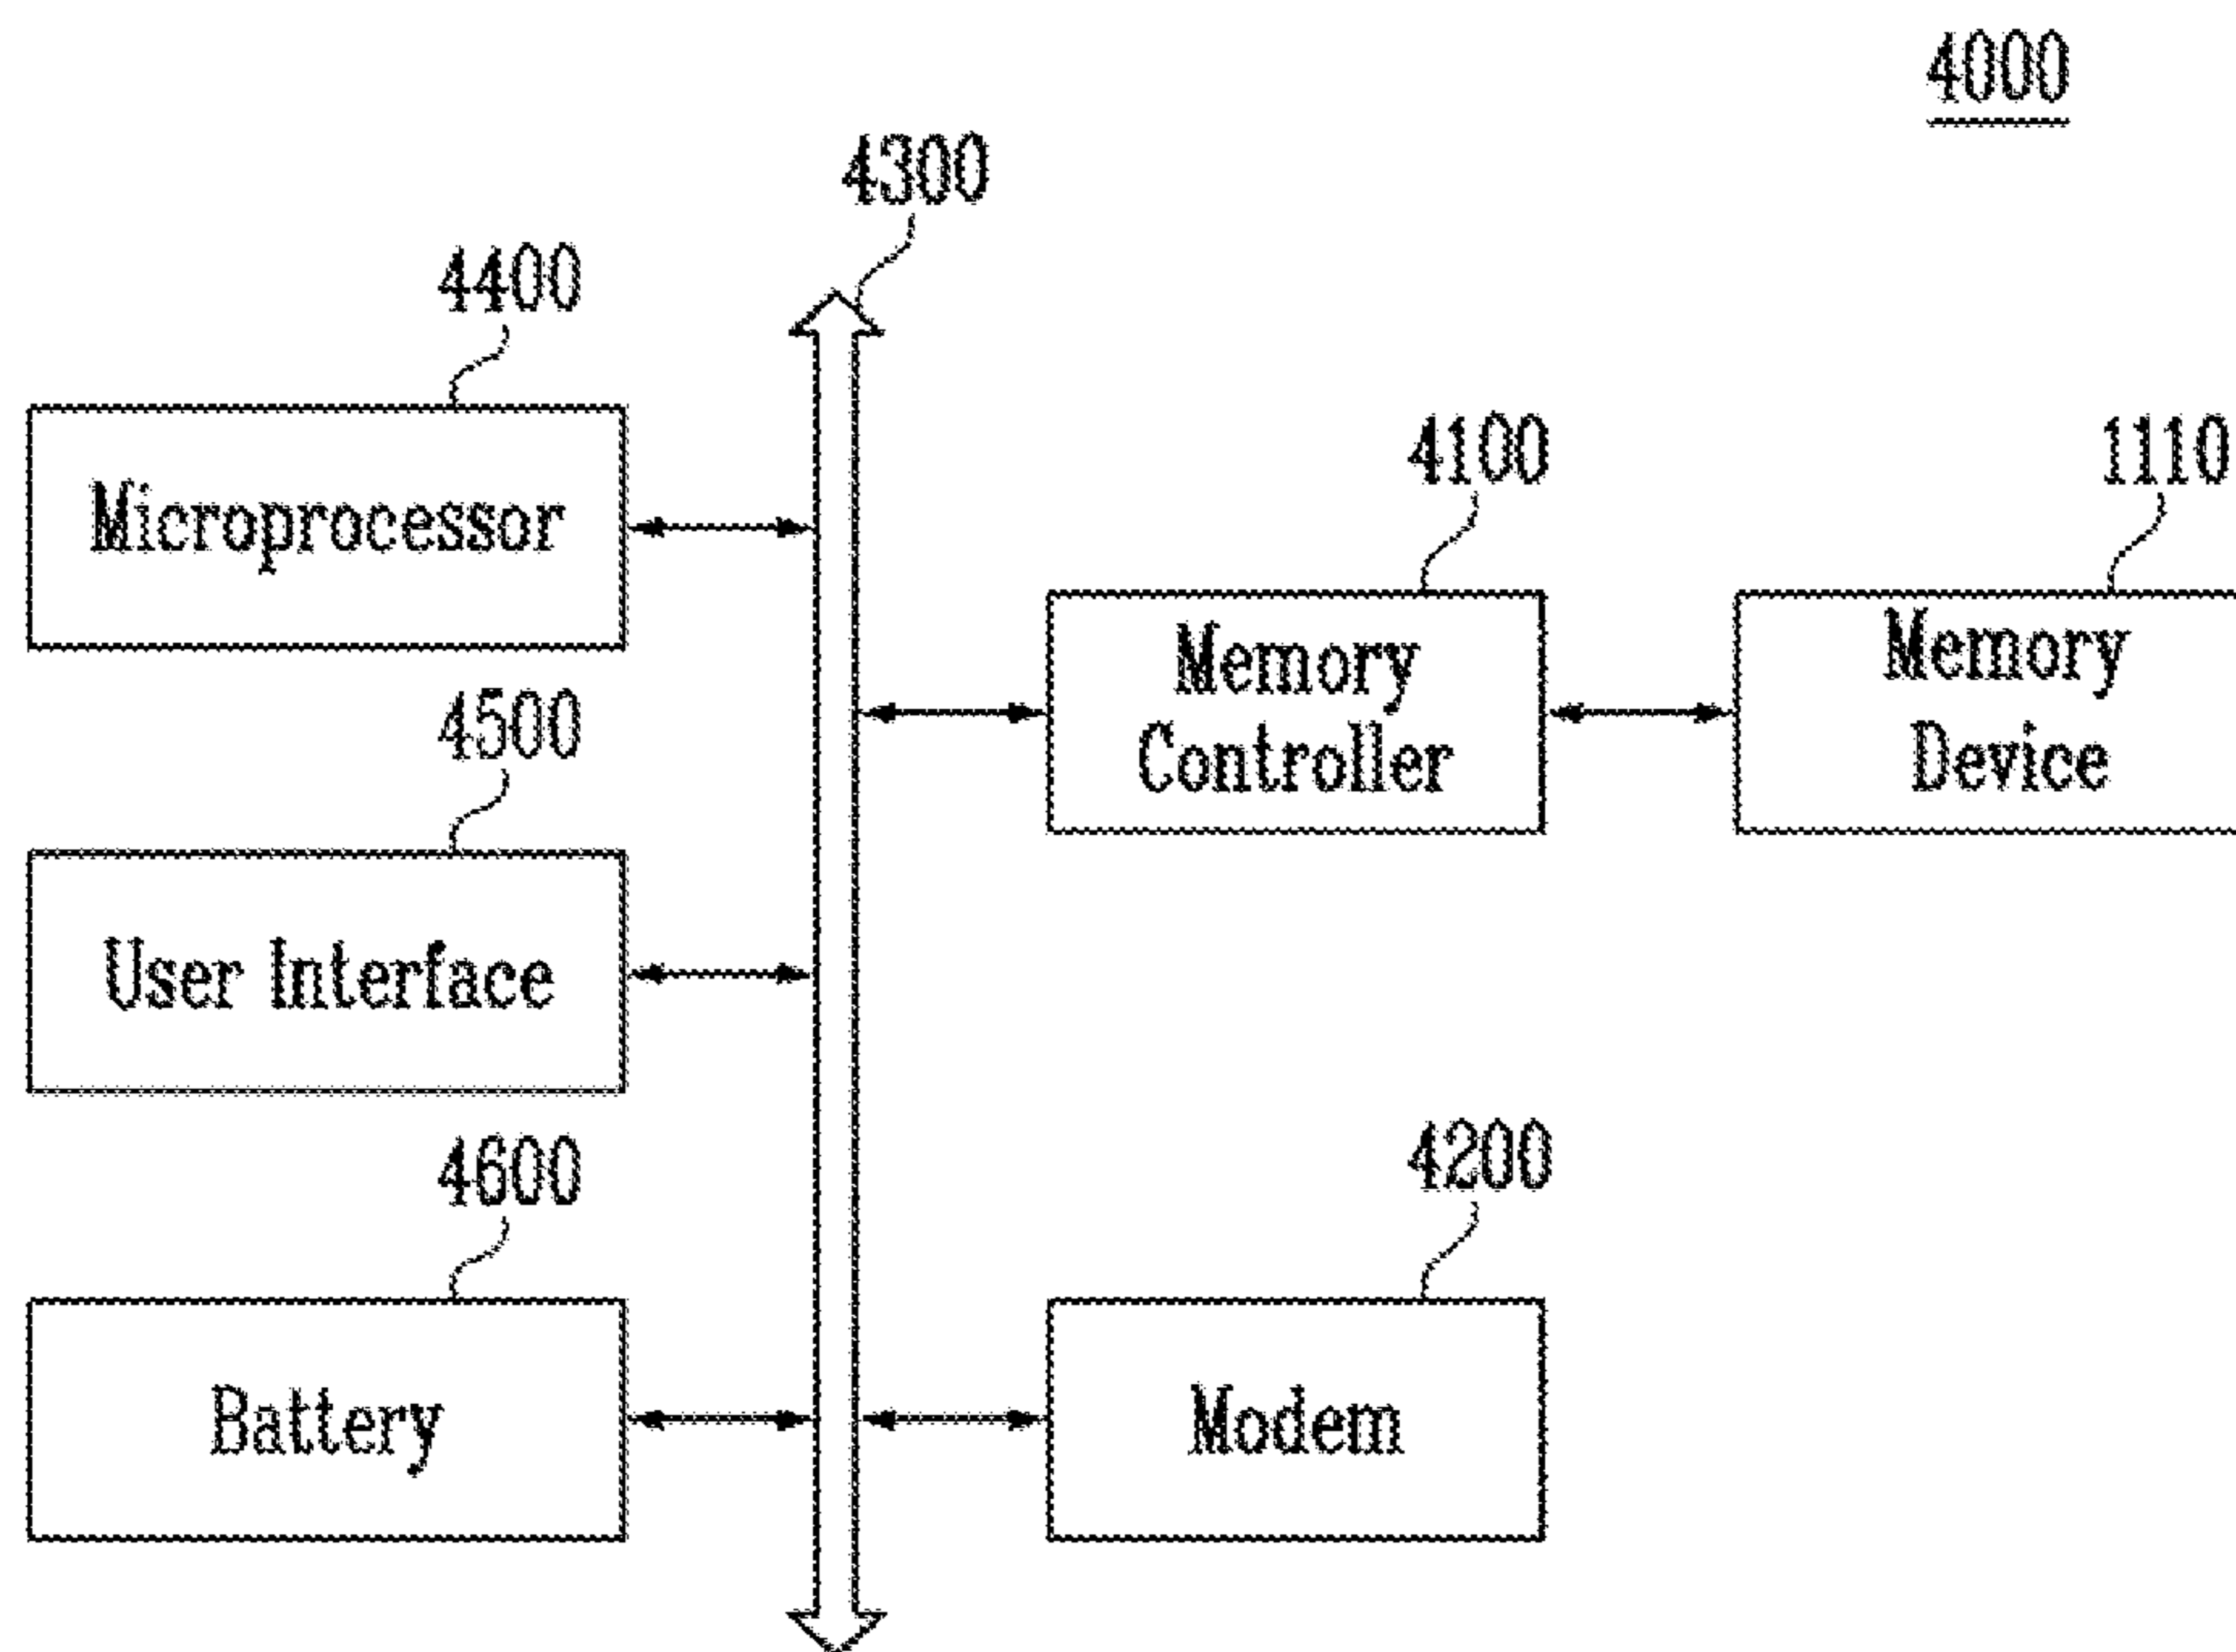 4000
4300
4400
Microprocessor
4100
1110
Memory
Controller
Memory
Device
4500
User Interface
4600
Battery
4200
Modem